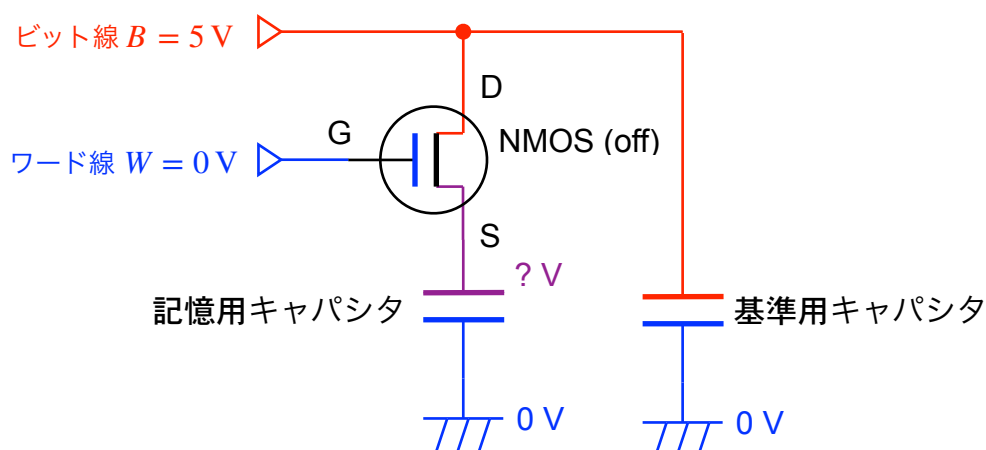 ビット線 B = 5 V
D
G
NMOS (off)
ワード線 W = 0 V
S
? V
記憶用キャパシタ
基準用キャパシタ
0 V
0 V